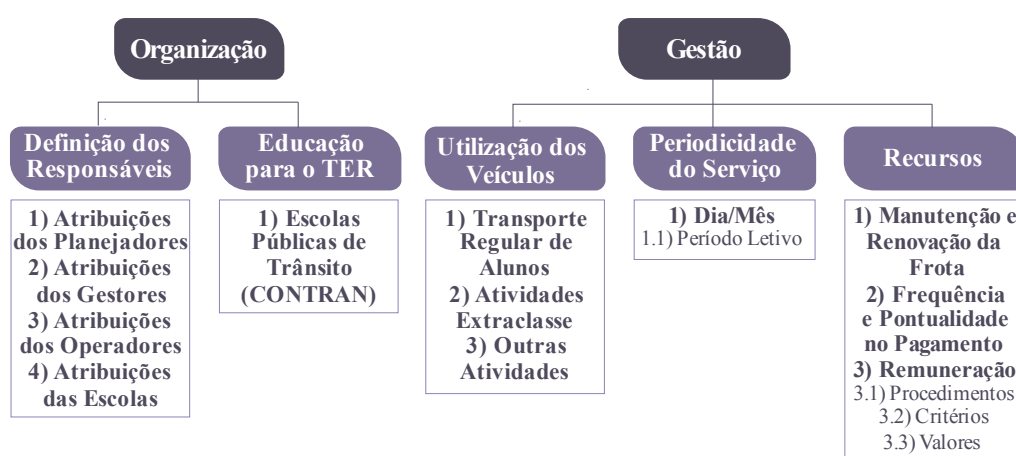 Organização
Gestão
Definição dos
Responsáveis
Educação
para o TER
Utilização dos
Veículos
Periodicidade
do Serviço
Recursos
1) Atribuições
dos Planejadores
2) Atribuições
dos Gestores
3) Atribuições
dos Operadores
4) Atribuições
das Escolas
1) Escolas
Públicas de
Trânsito
(CONTRAN)
1) Transporte
Regular de
Alunos
2) Atividades
Extraclasse
3) Outras
Atividades
1) Dia/Mês
1.1) Período Letivo
1) Manutenção e
Renovação da
Frota
2) Frequência
e Pontualidade
no Pagamento
3) Remuneração
3.1) Procedimentos
3.2) Critérios
3.3) Valores